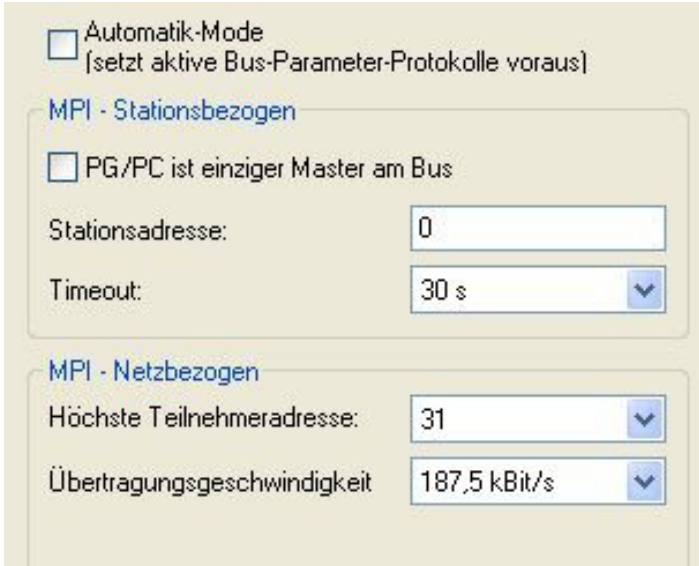 Automatik-Mode
(setzt aktive Bus-Parameter-Protokolle voraus)
MPI - Stationsbezogen
PG/PC ist einziger Master am Bus
Stationsadresse: 0
Timeout: 30 s
MPI - Netzbezogen
Höchste Teilnehmeradresse: 31
Übertragungsgeschwindigkeit 187,5 kBit/s